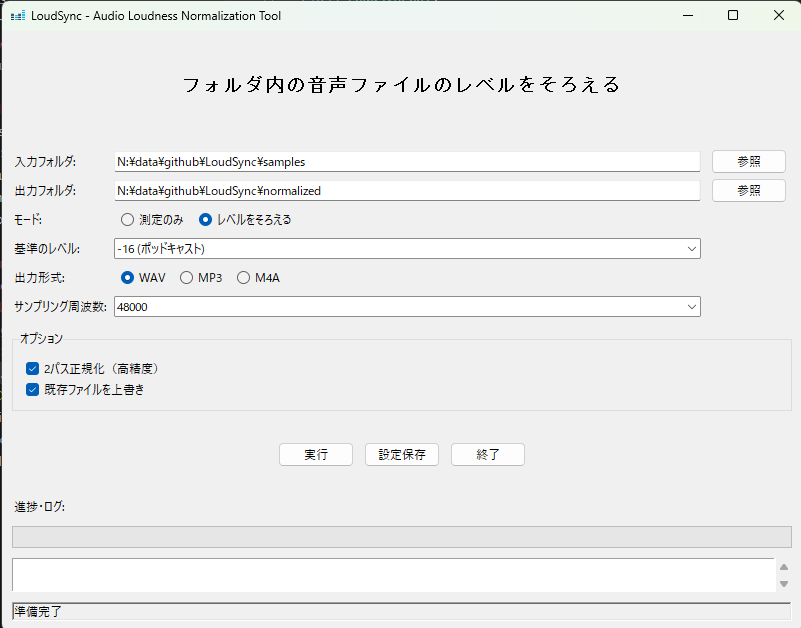 LoudSync - Audio Loudness Normalization Tool
フォルダ内の音声ファイルのレベルをそろえる
入力フォルダ: N:¥data¥github¥LoudSync¥samples 参照
出力フォルダ: N:¥data¥github¥LoudSync¥normalized 参照
モード: 測定のみ レベルをそろえる
基準のレベル: -16 (ポッドキャスト)
出力形式: WAV MP3 M4A
サンプリング周波数: 48000
オプション
2パス正規化（高精度）
既存ファイルを上書き
実行 設定保存 終了
進捗・ログ:
準備完了